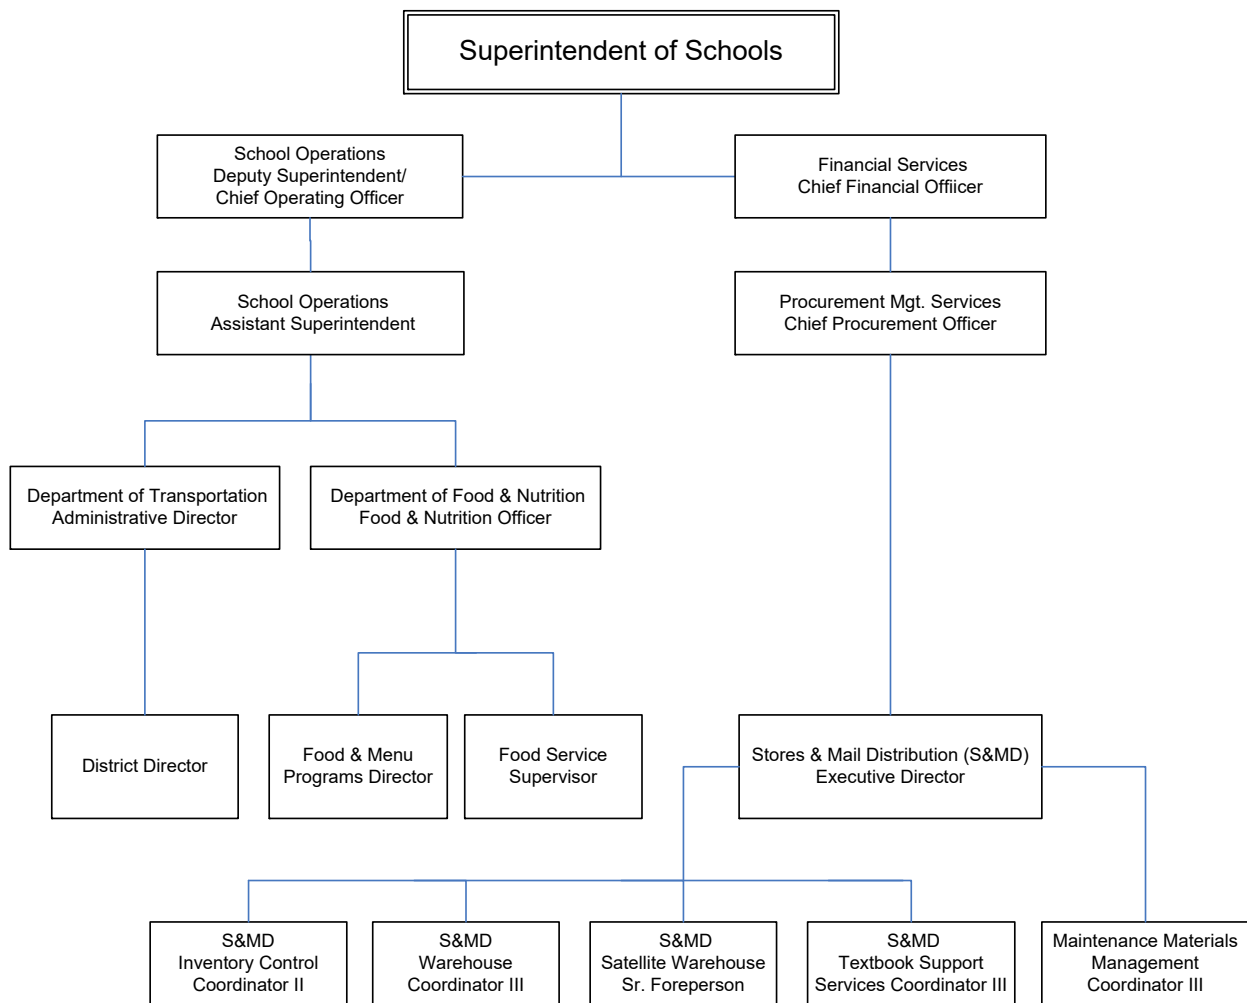 Superintendent of Schools
School Operations
Deputy Superintendent/
Chief Operating Officer
Financial Services
Chief Financial Offiicer
School Operations
Assistant Superintendent
Procurement Mgt. Services
Chief Procurement Officer
Department of Transportation
Administrative Director
Department of Food & Nutrition
Food & Nutrition Officer
District Director
Food & Menu
Programs Director
Food Service
Supervisor
Stores & Mail Distribution (S&MD)
Executive Director
S&MD
Inventory Control
Coordinator II
S&MD
Warehouse
Coordinator III
S&MD
Satellite Warehouse
Sr. Foreperson
S&MD
Textbook Support
Services Coordinator III
Maintenance Materials
Management
Coordinator III